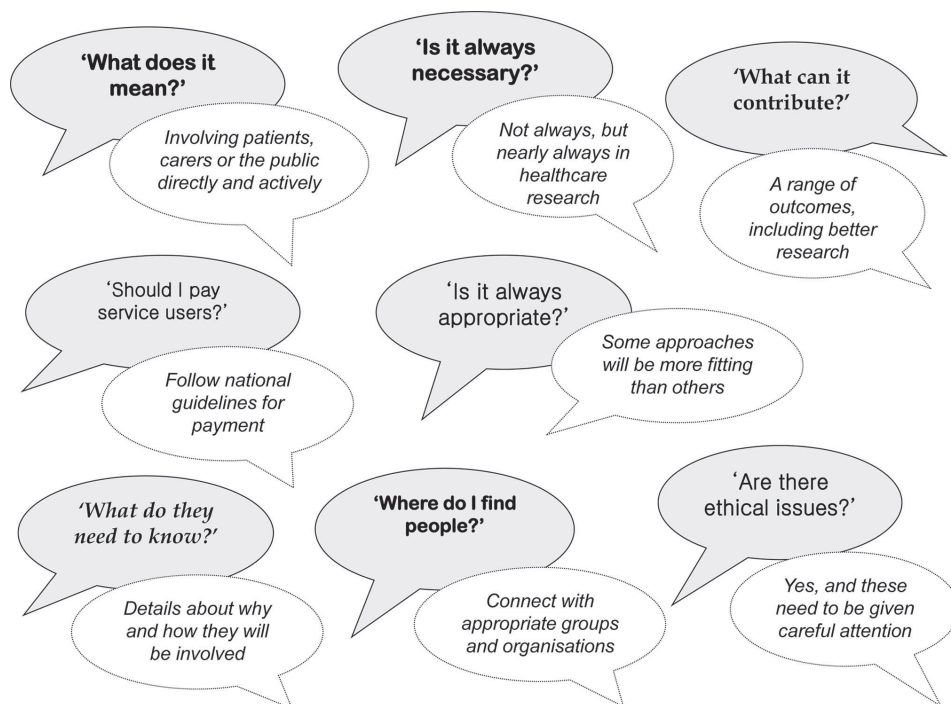 ‘What does it
mean?’
Involving patients,
carers or the public
directly and actively
‘Is it always
necessary?’
Not always, but
nearly always in
healthcare
research
‘What can it
contribute?’
A range of
outcomes,
including better
research
‘Should I pay
service users?’
Follow national
guidelines for
payment
‘Is it always
appropriate?’
Some approaches
will be more fitting
than others
‘What do they
need to know?’
Details about why
and how they will
be involved
‘Where do I find
people?’
Connect with
appropriate groups
and organisations
‘Are there
ethical issues?’
Yes, and these
need to be given
careful attention